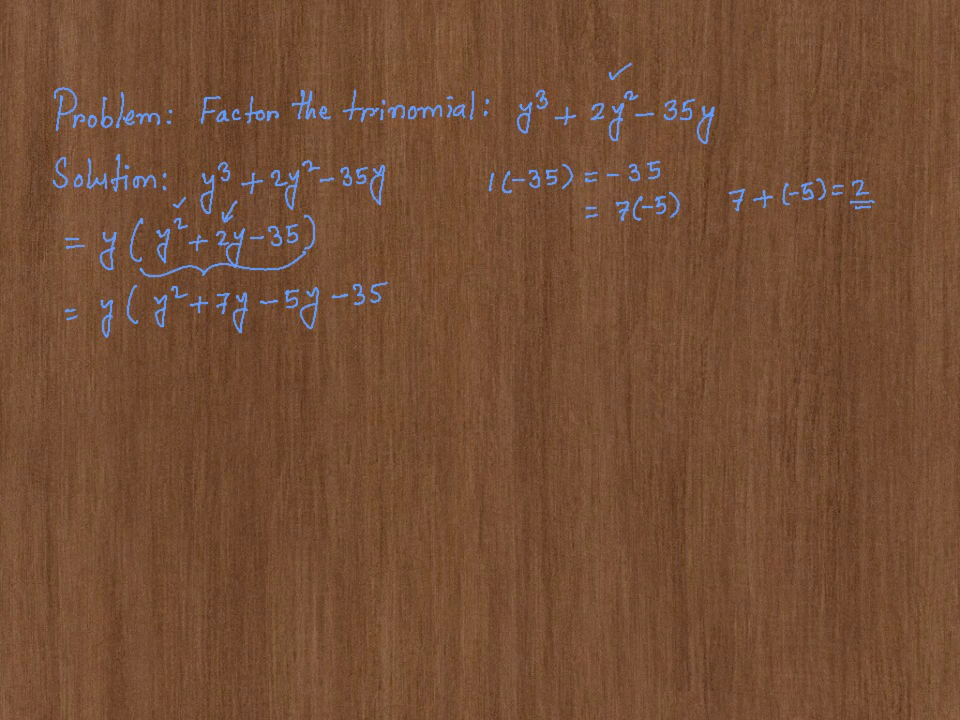 Problem: Factor the trinomial: y³ + 2y² - 35y
Solution: y³ + 2y² - 35y
1(-35) = -35
= 7(-5) 7 + (-5) = 2
= y ( y² + 2y - 35)
= y ( y² + 7y - 5y - 35